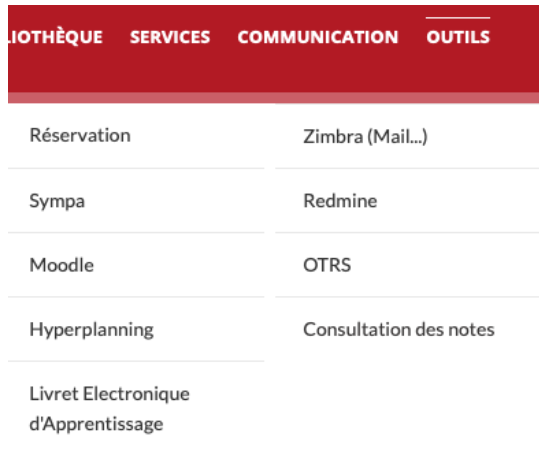 LIOTHÈQUE SERVICES COMMUNICATION OUTILS
Réservation
Sympa
Moodle
Hyperplanning
Livret Electronique
d'Apprentissage
Zimbra (Mail...)
Redmine
OTRS
Consultation des notes